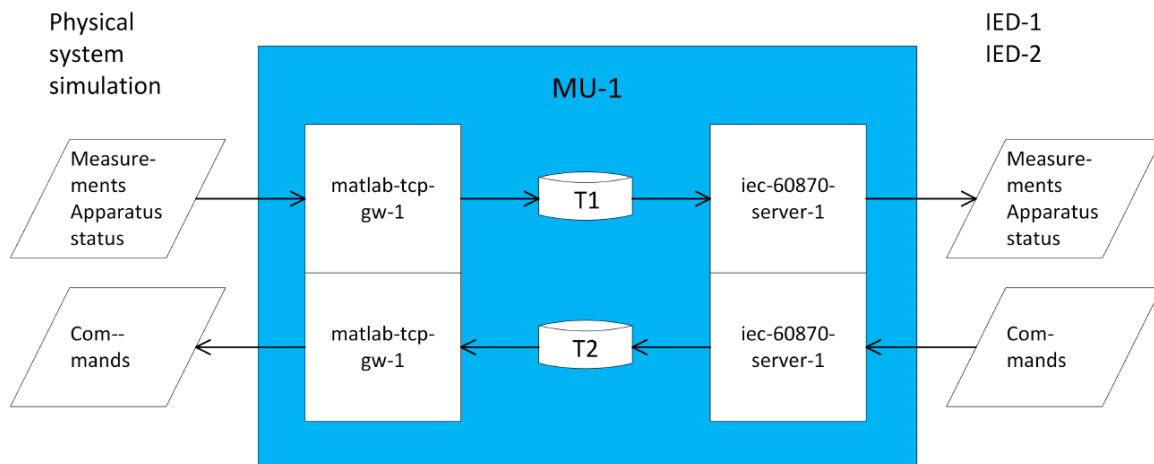 Physical
system
simulation
IED-1
IED-2
MU-1
Measure-
ments
Apparatus
status
matlab-tcp-
gw-1
T1
iec-60870-
server-1
Measure-
ments
Apparatus
status
Com--
mands
matlab-tcp-
gw-1
T2
iec-60870-
server-1
Com-
mands